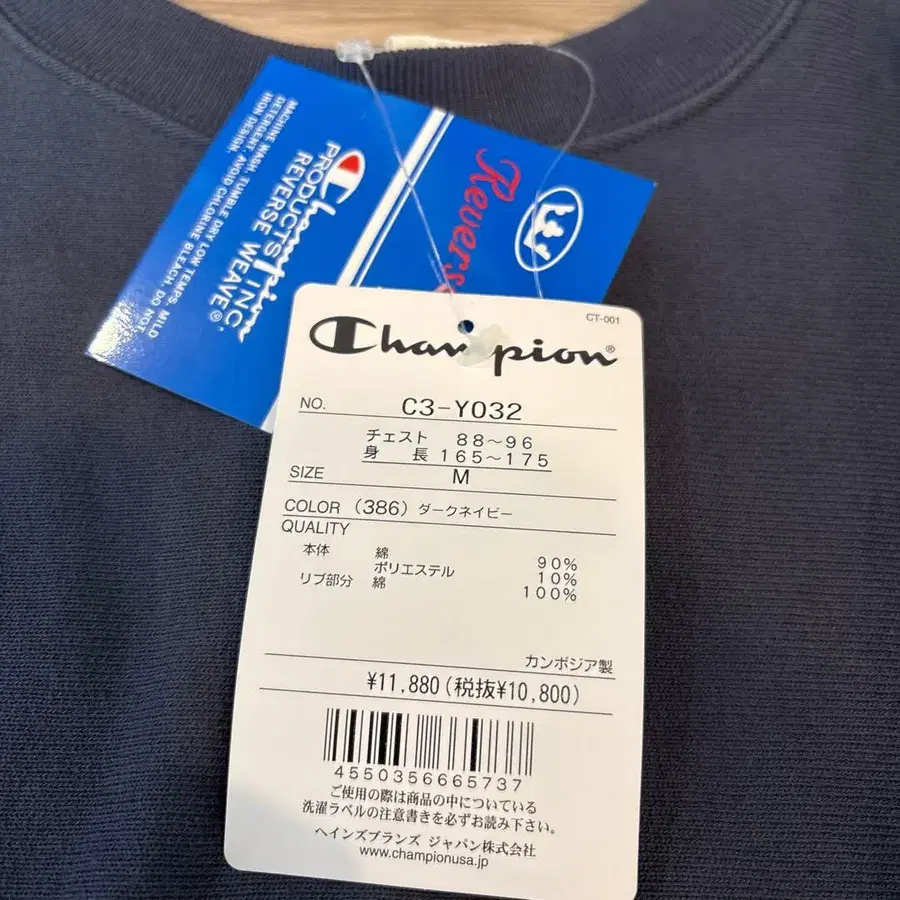 MACHINE WASH, TUMBLE DRY LOW TEMPS. MILD
DETERGENT. AVOID CHLORINE BLEACH. DO NOT
IRON DESIGN.
Champion
PRODUCTS INC.
REVERSE WEAVE®
CT-001
Champion®
NO. C3-Y032
チェスト 88~96
身長 165~175
SIZE M
COLOR (386) ダークネイビー
QUALITY
本体 綿 90%
ポリエステル 10%
リブ部分 綿 100%
カンボジア製
¥11,880(税抜¥10,800)
4550356665737
ご使用の際は商品の中についている
洗濯ラベルの注意書きを必ずお読み下さい。
ヘインズブランズ ジャパン株式会社
www.championusa.jp